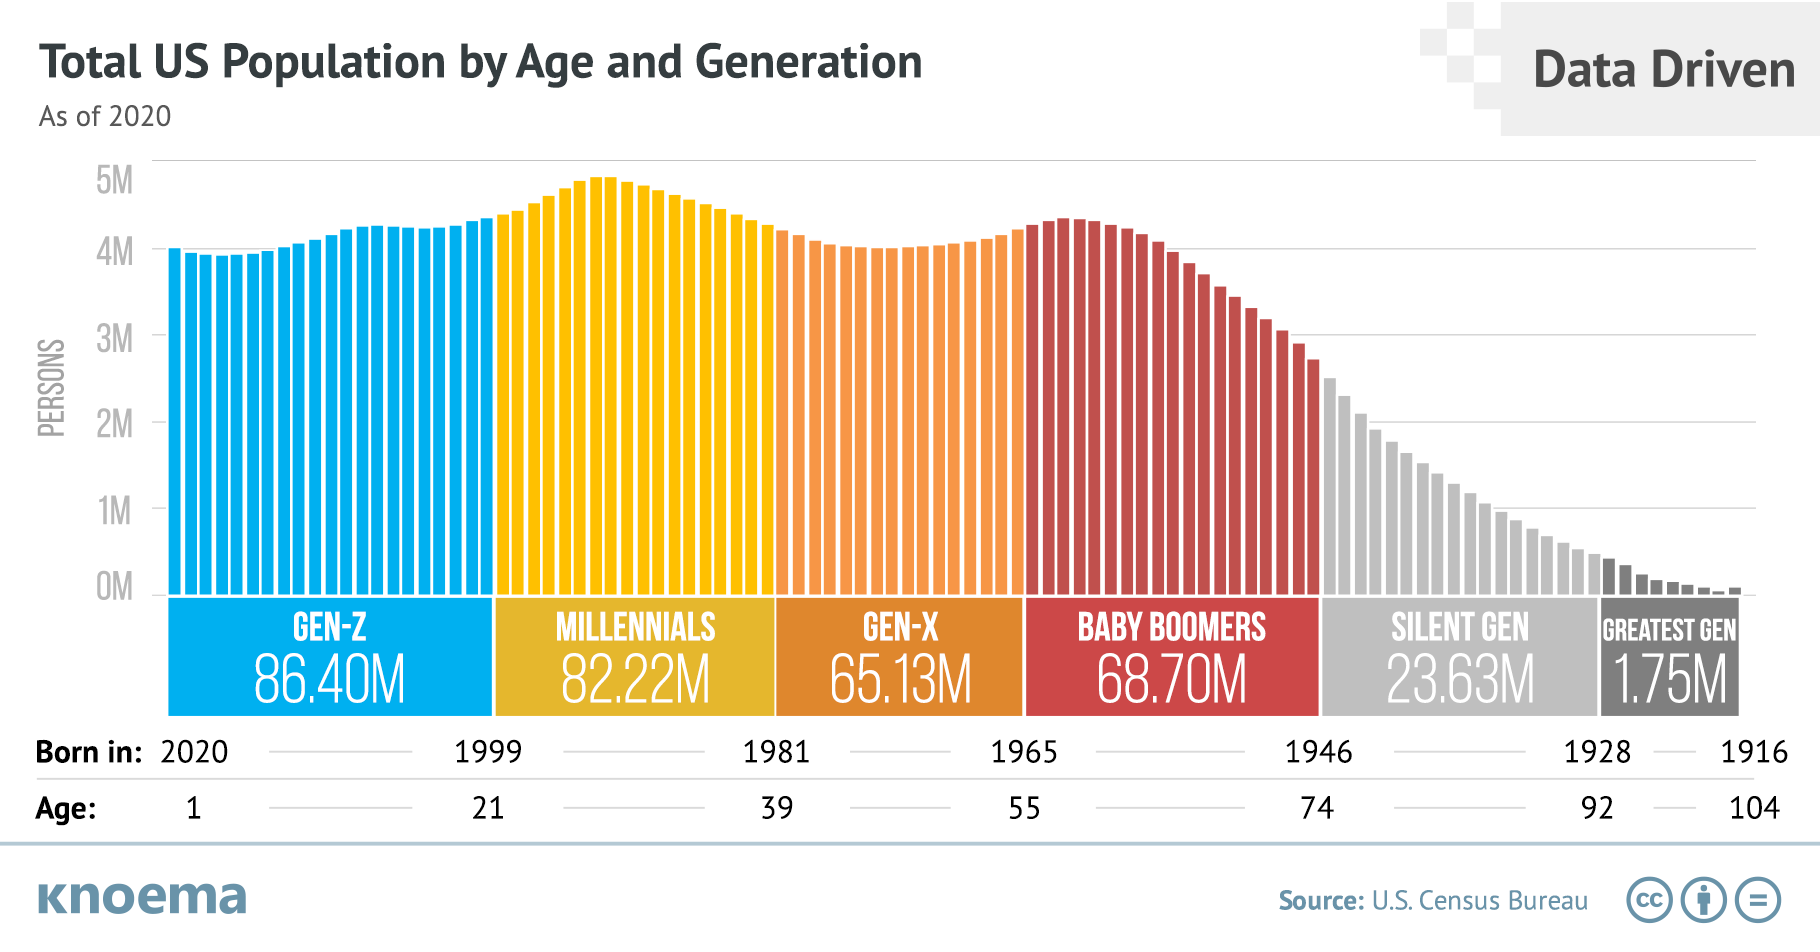 Total US Population by Age and Generation
Data Driven
As of 2020
PERSONS
5M
4M
3M
2M
1M
0M
GEN-Z MILLENNIALS GEN-X BABY BOOMERS SILENT GEN GREATEST GEN
86.40M 82.22M 65.13M 68.70M 23.63M 1.75M
Born in: 2020 1999 1981 1965 1946 1928 1916
Age: 1 21 39 55 74 92 104
knoema
Source: U.S. Census Bureau
cc